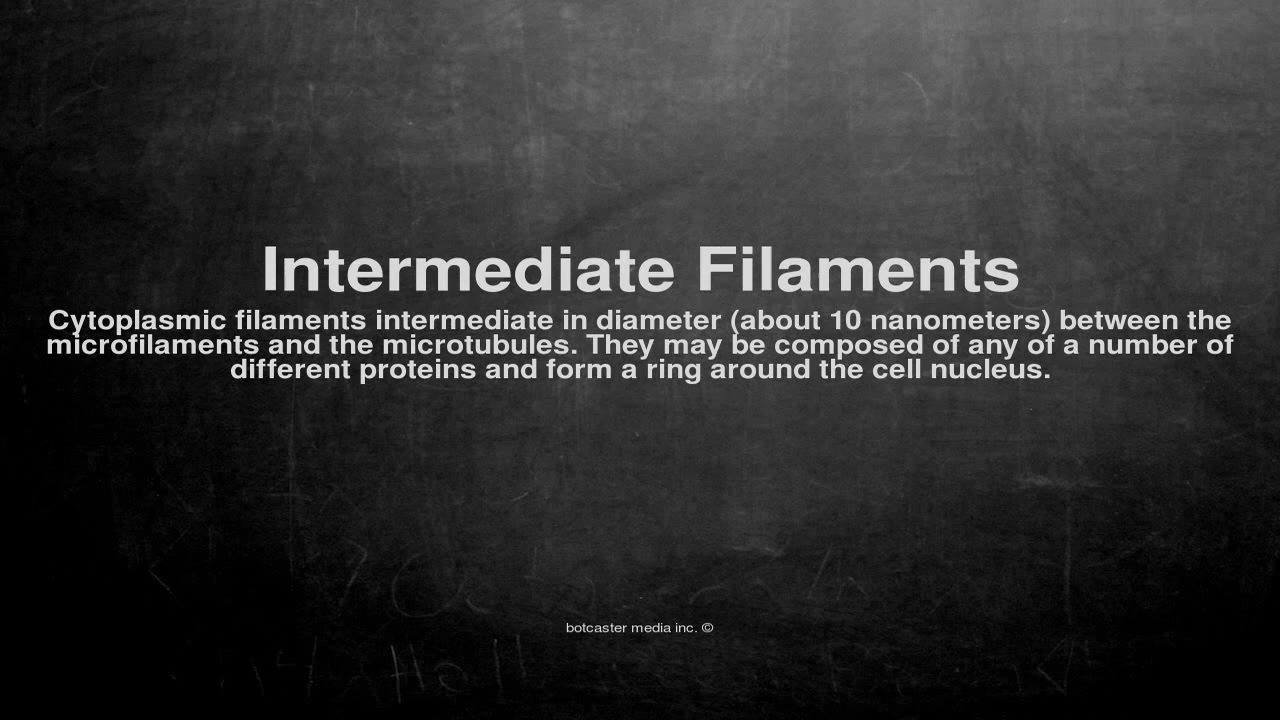 Intermediate Filaments
Cytoplasmic filaments intermediate in diameter (about 10 nanometers) between the
microfilaments and the microtubules. They may be composed of any of a number of
different proteins and form a ring around the cell nucleus.
botcaster media inc. ©